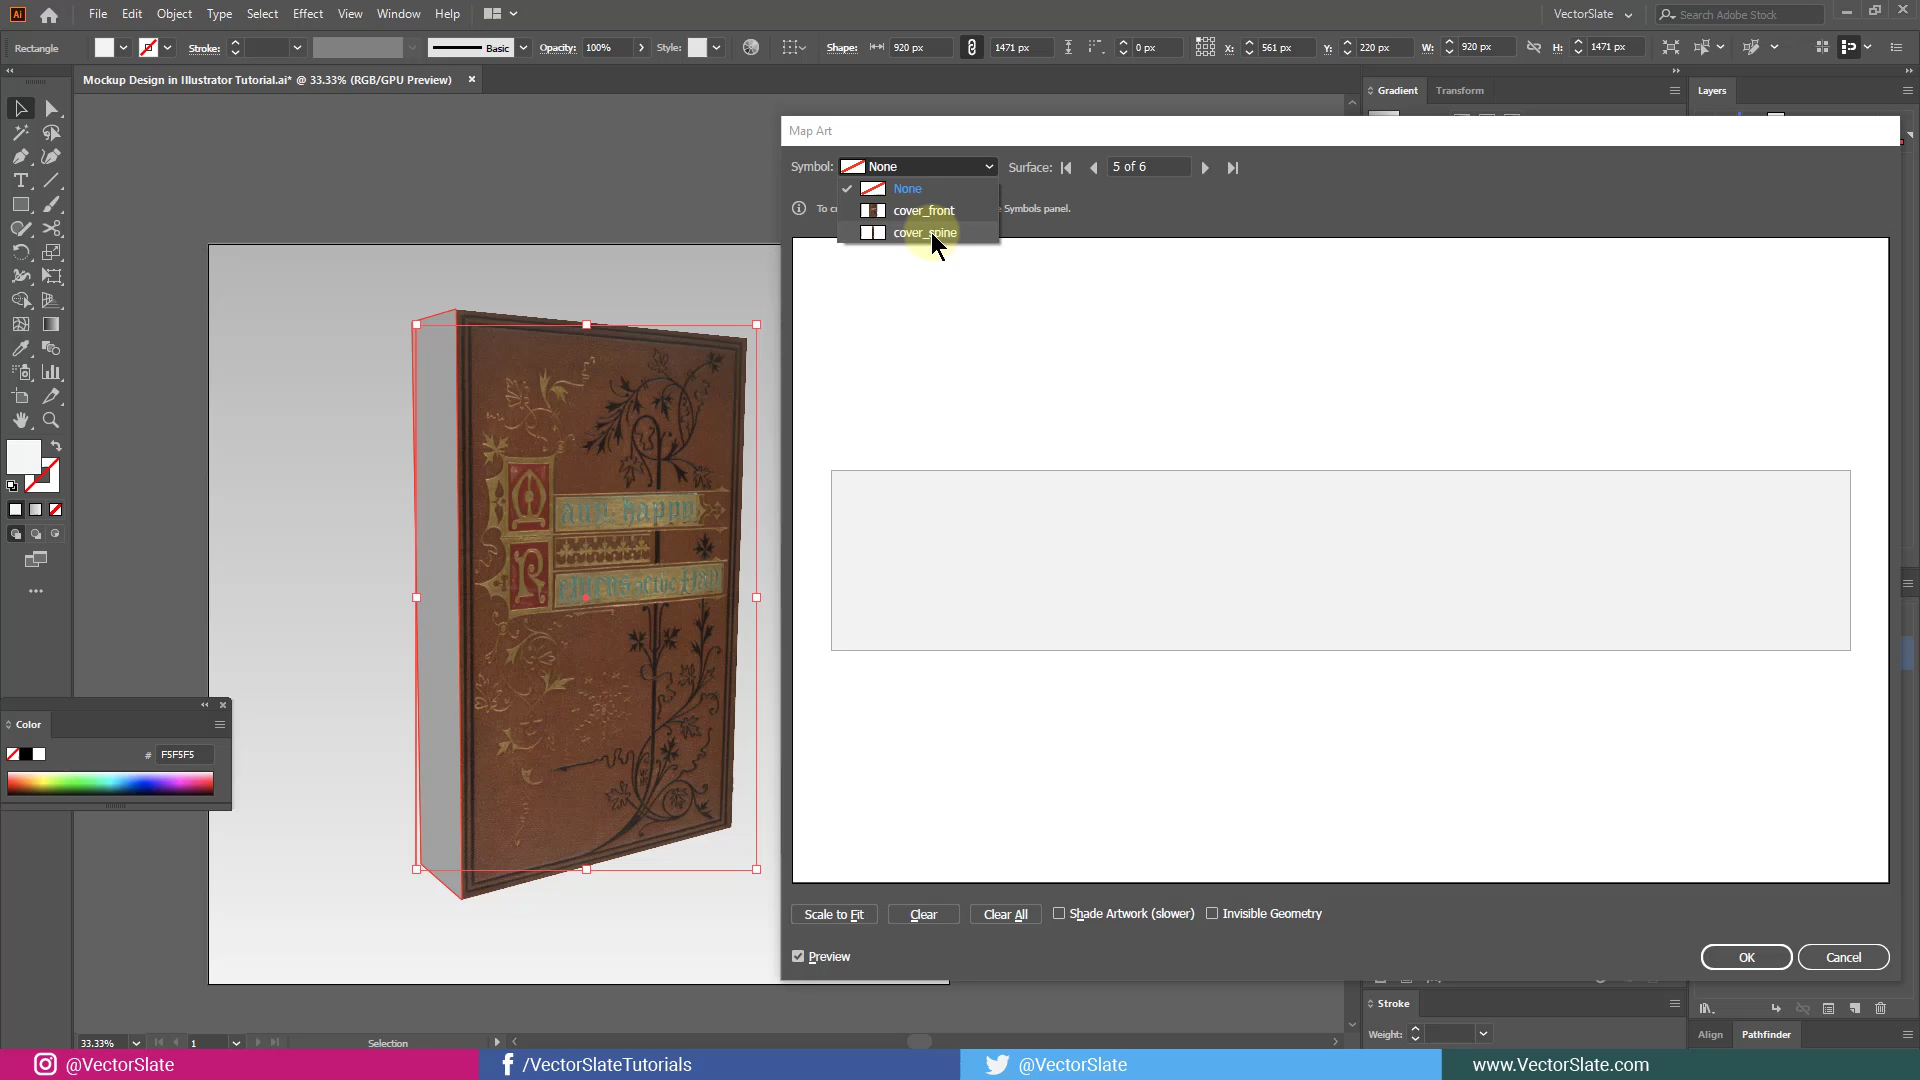 Ai File Edit Object Type Select Effect View Window Help VectorSlate Search Adobe Stock
Rectangle Stroke: Basic Opacity: 100% Style: Shape: 920 px 1471 px 0 px X: 561 px Y: 220 px W: 920 px H: 1471 px
Mockup Design in Illustrator Tutorial.ai* @ 33.33% (RGB/GPU Preview)
Gradient Transform Layers
Map Art
Symbol: None Surface: 5 of 6
None
cover_front
cover_spine
To
Symbols panel.
any happy
Color
# F5F5F5
Scale to Fit Clear Clear All Shade Artwork (slower) Invisible Geometry
Preview OK Cancel
Stroke
Weight: Align Pathfinder
33.33% 1 Selection
@VectorSlate /VectorSlateTutorials @VectorSlate www.VectorSlate.com